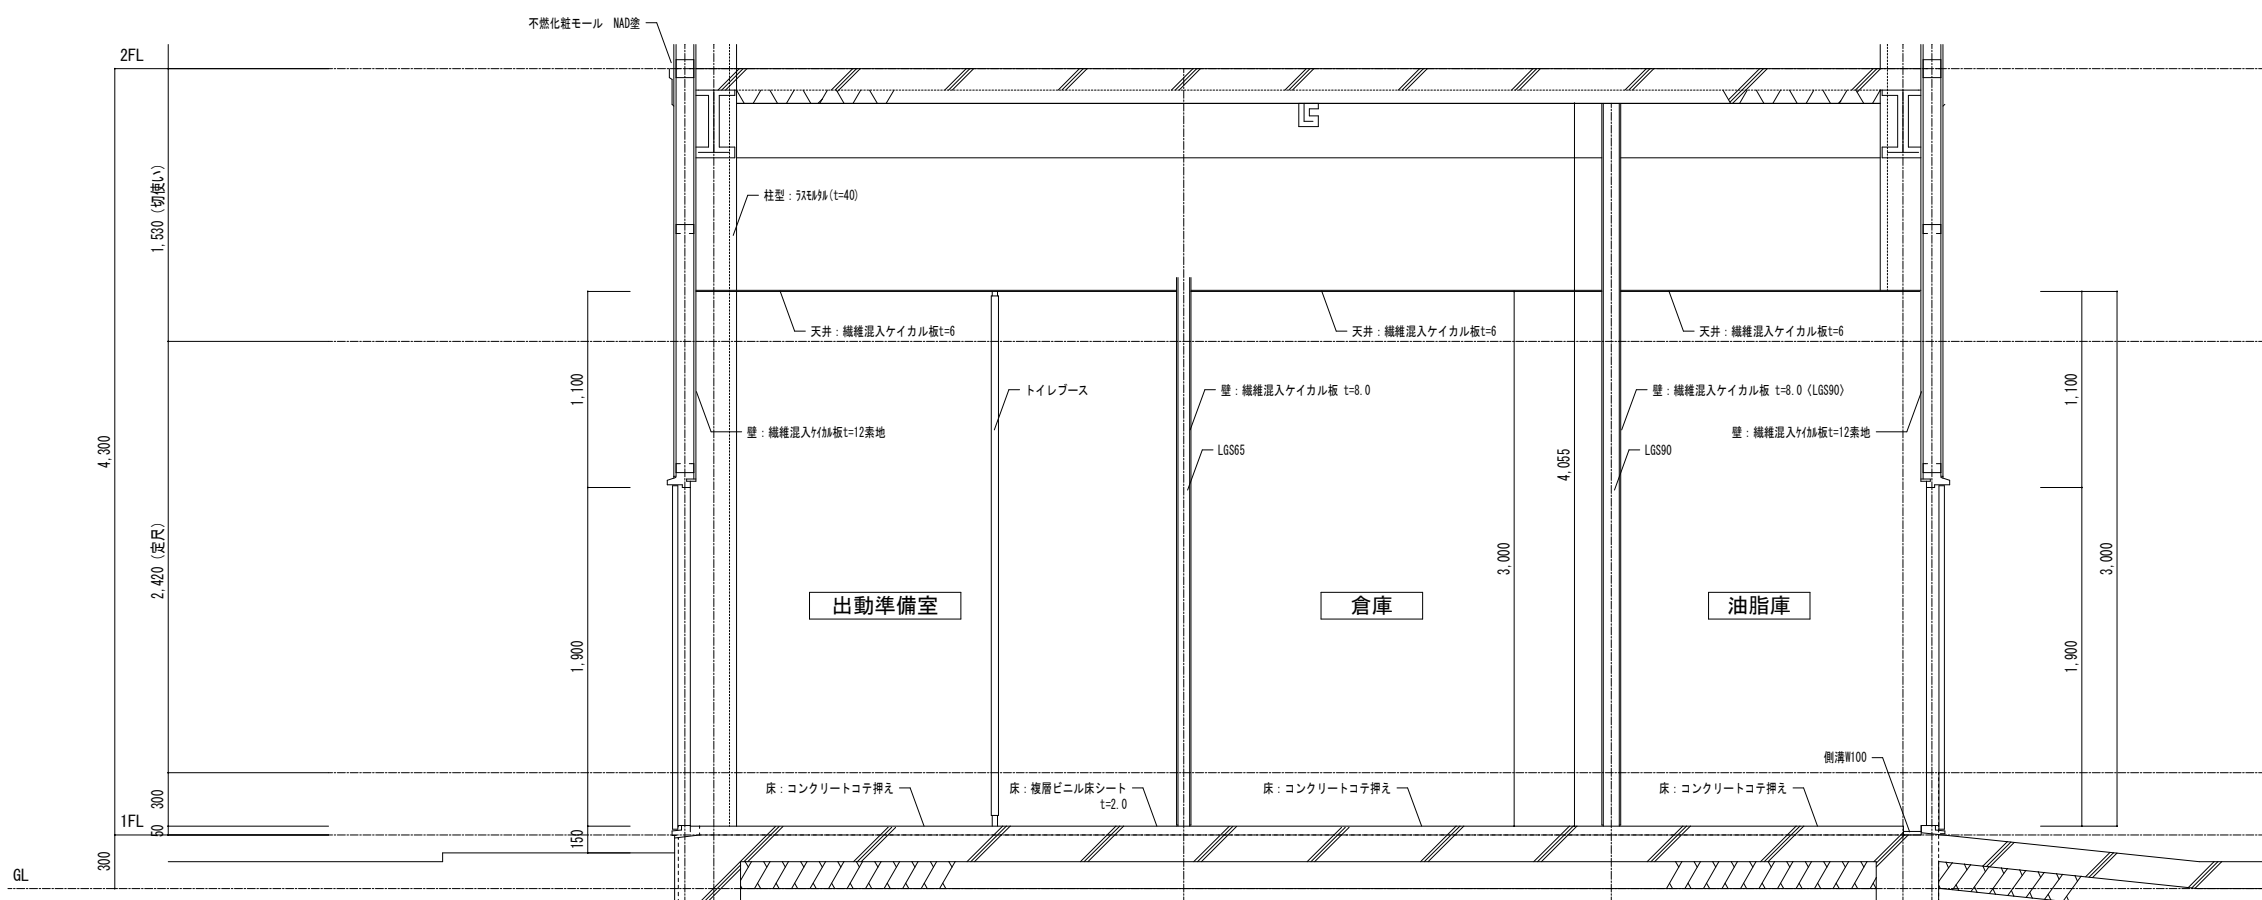 不燃化粧モール NAD塗
2FL
1,530 (切使い)
柱型：ﾗｽﾓﾙﾀﾙ(t=40)
天井：繊維混入ケイカル板t=6
天井：繊維混入ケイカル板t=6
天井：繊維混入ケイカル板t=6
1,100
トイレブース
壁：繊維混入ケイカル板 t=8.0
壁：繊維混入ケイカル板 t=8.0 〈LGS90〉
1,100
壁：繊維混入ｹｲｶﾙ板t=12素地
壁：繊維混入ｹｲｶﾙ板t=12素地
4,300
LGS65
4,055
LGS90
2,420 (定尺)
3,000
3,000
出動準備室
倉庫
油脂庫
1,900
1,900
側溝W100
床：コンクリートコテ押え
床：複層ビニル床シート
t=2.0
床：コンクリートコテ押え
床：コンクリートコテ押え
300
1FL
50
150
300
GL